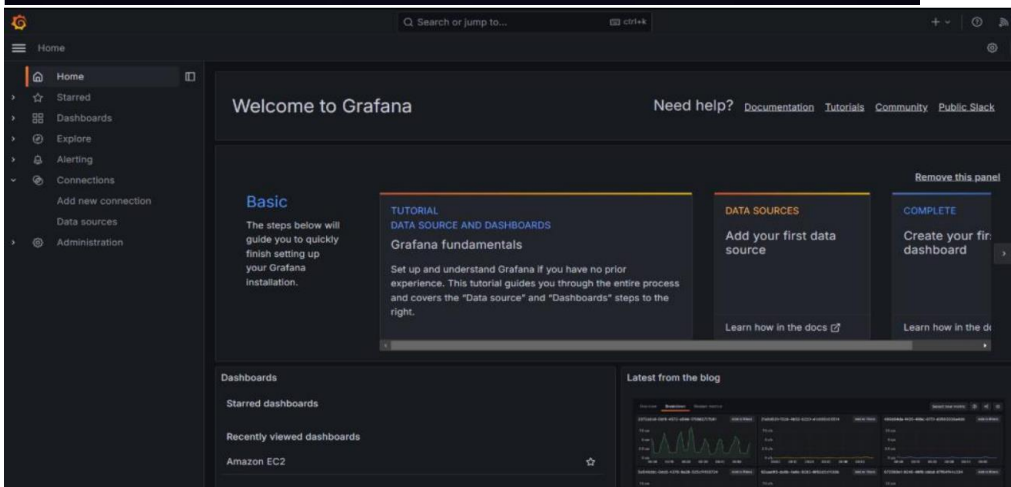 Search or jump to... ctrl+k
Home
Home
Starred
Dashboards
Explore
Alerting
Connections
Add new connection
Data sources
Administration
Welcome to Grafana
Need help? Documentation Tutorials Community Public Slack
Remove this panel
Basic
The steps below will
guide you to quickly
finish setting up
your Grafana
installation.
TUTORIAL
DATA SOURCE AND DASHBOARDS
Grafana fundamentals
Set up and understand Grafana if you have no prior
experience. This tutorial guides you through the entire process
and covers the "Data source" and "Dashboards" steps to the
right.
DATA SOURCES
Add your first data
source
Learn how in the docs
COMPLETE
Create your fir
dashboard
Learn how in the d
Dashboards
Starred dashboards
Recently viewed dashboards
Amazon EC2
Latest from the blog